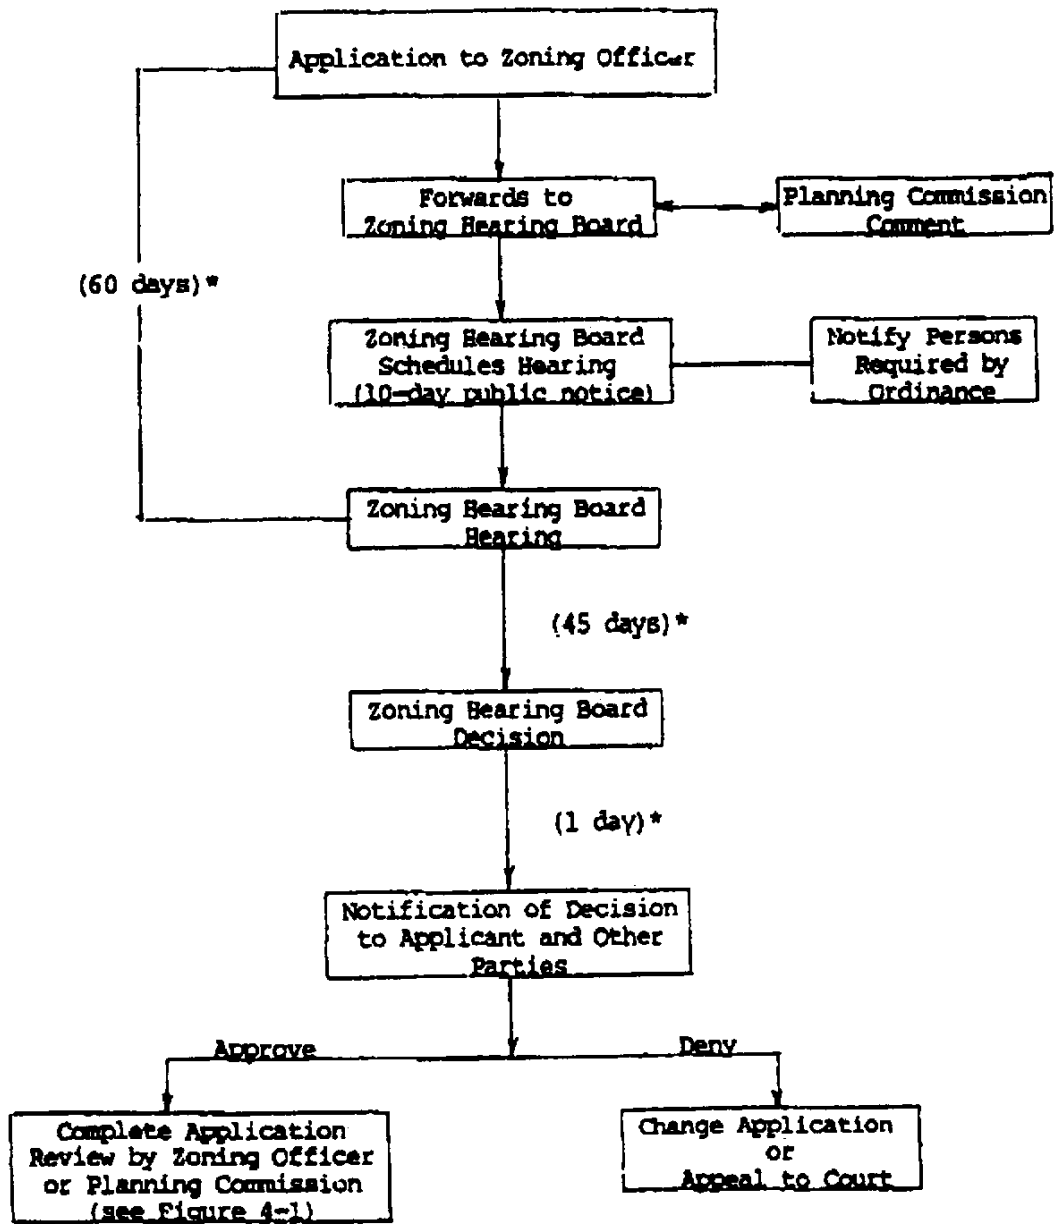 Application to Zoning Officer
Forwards to
Zoning Hearing Board
Planning Commission
Comment
(60 days)*
Zoning Hearing Board
Schedules Hearing
(10-day public notice)
Notify Persons
Required by
Ordinance
Zoning Hearing Board
Hearing
(45 days)*
Zoning Hearing Board
Decision
(1 day)*
Notification of Decision
to Applicant and Other
Parties
Approve
Deny
Complete Application
Review by Zoning Officer
or Planning Commission
(see Figure 4-1)
Change Application
or
Appeal to Court